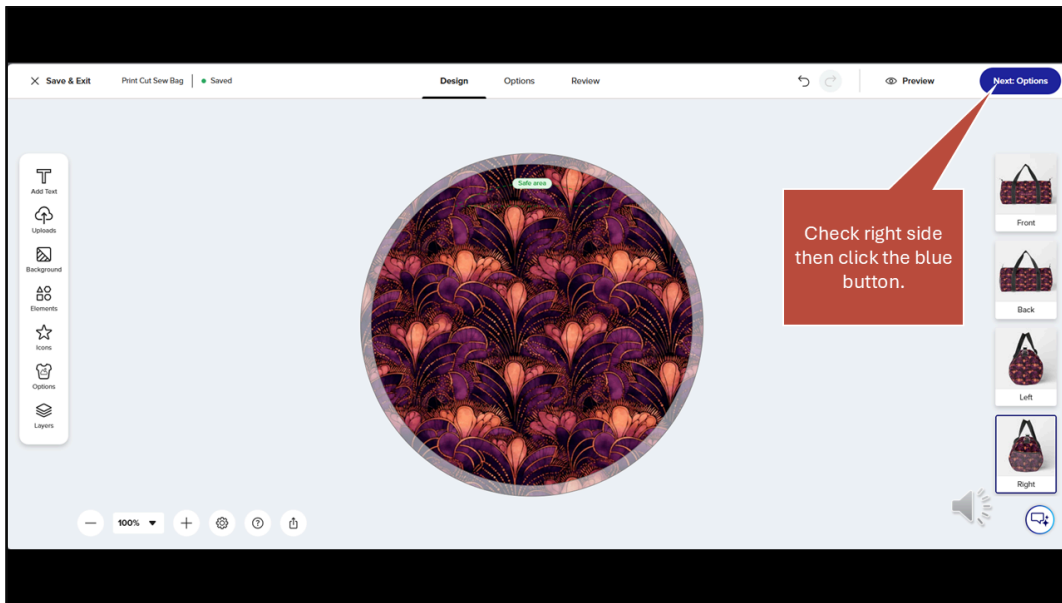 Save & Exit
Print Cut Sew Bag
Saved
Design
Options
Review
Preview
Next: Options
Add Text
Uploads
Background
Elements
Icons
Options
Layers
Safe area
Check right side
then click the blue
button.
Front
Back
Left
Right
100%